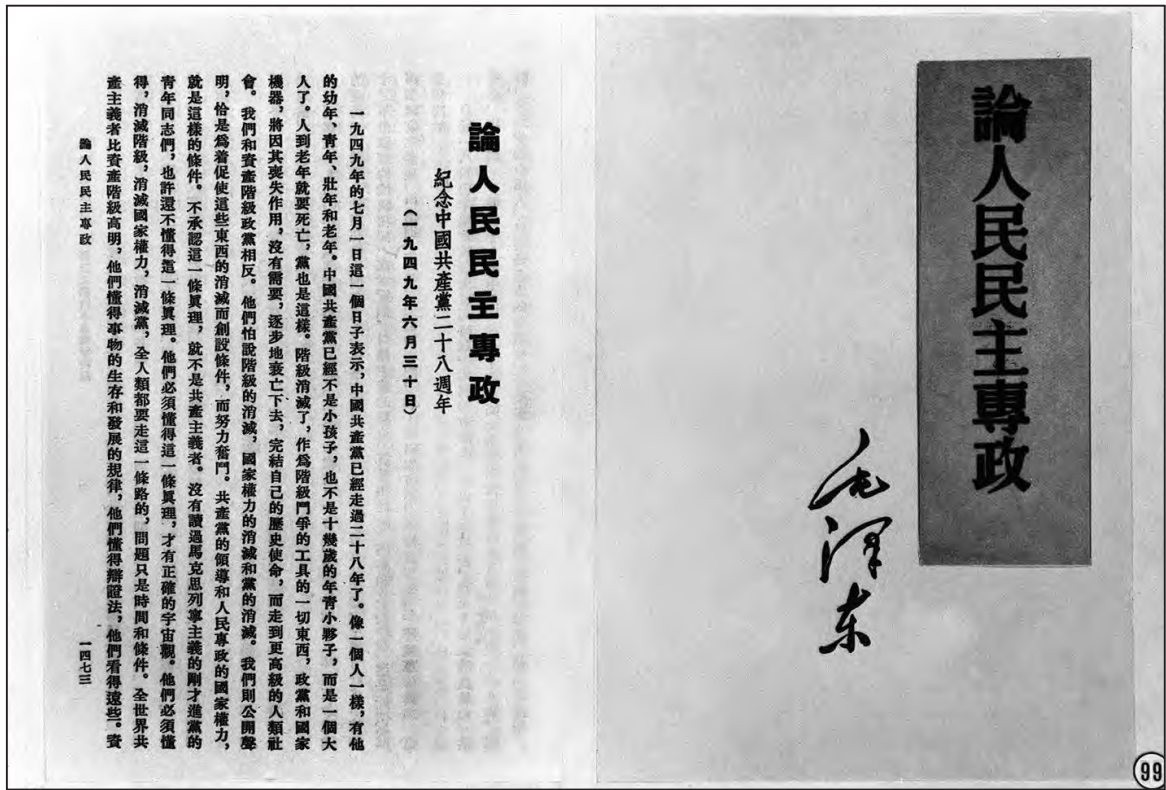 論人民民主專政
毛澤东
論人民民主專政
紀念中國共產黨二十八週年
（一九四九年六月三十日）
一九四九年的七月一日這一個日子表示，中國共產黨已經走過二十八年了。像一個人一樣，有他
的幼年、青年、壯年和老年。中國共產黨已經不是小孩子，也不是十幾歲的年青小夥子，而是一個大
人了。人到老年就要死亡，黨也是這樣。階級消滅了，作爲階級鬥爭的工具的一切東西，政黨和國家
機器，將因其喪失作用，沒有需要，逐步地衰亡下去，完結自己的歷史使命，而走到更高級的人類社
會。我們和資產階級政黨相反。他們怕說階級的消滅，國家權力的消滅和黨的消滅。我們則公開聲
明，恰是爲着促使這些東西的消滅而創設條件，而努力奮鬥。共產黨的領導和人民專政的國家權力，
就是這樣的條件。不承認這一條眞理，就不是共產主義者。沒有讀過馬克思列寧主義的剛才進黨的
青年同志們，也許還不懂得這一條眞理。他們必須懂得這一條眞理，才有正確的宇宙觀。他們必須懂
得，消滅階級，消滅國家權力，消滅黨，全人類都要走這一條路的，問題只是時間和條件。全世界共
產主義者比資產階級高明，他們懂得事物的生存和發展的規律，他們懂得辯證法，他們看得遠些。資
論人民民主專政
一四七三
99